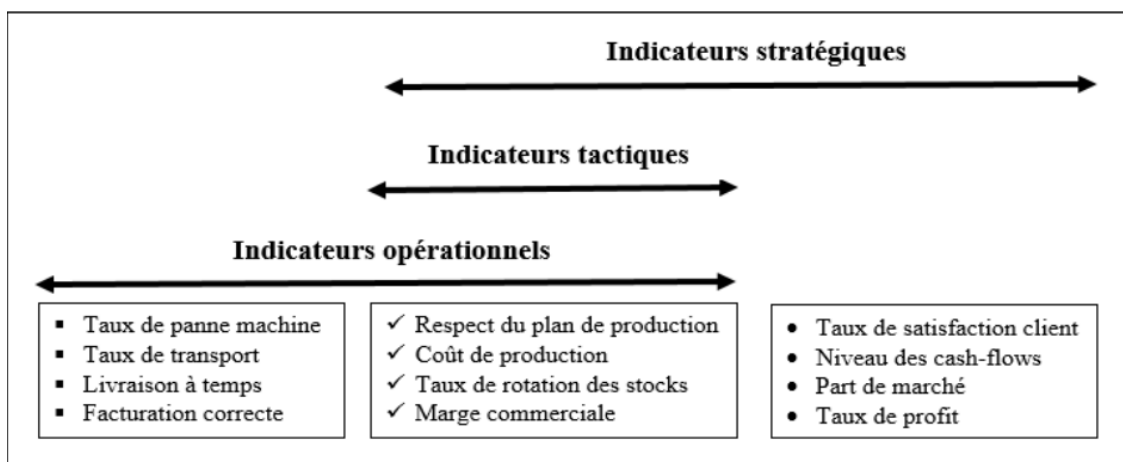 Indicateurs stratégiques
Indicateurs tactiques
Indicateurs opérationnels
▪ Taux de panne machine
▪ Taux de transport
▪ Livraison à temps
▪ Facturation correcte
✓ Respect du plan de production
✓ Coût de production
✓ Taux de rotation des stocks
✓ Marge commerciale
• Taux de satisfaction client
• Niveau des cash-flows
• Part de marché
• Taux de profit